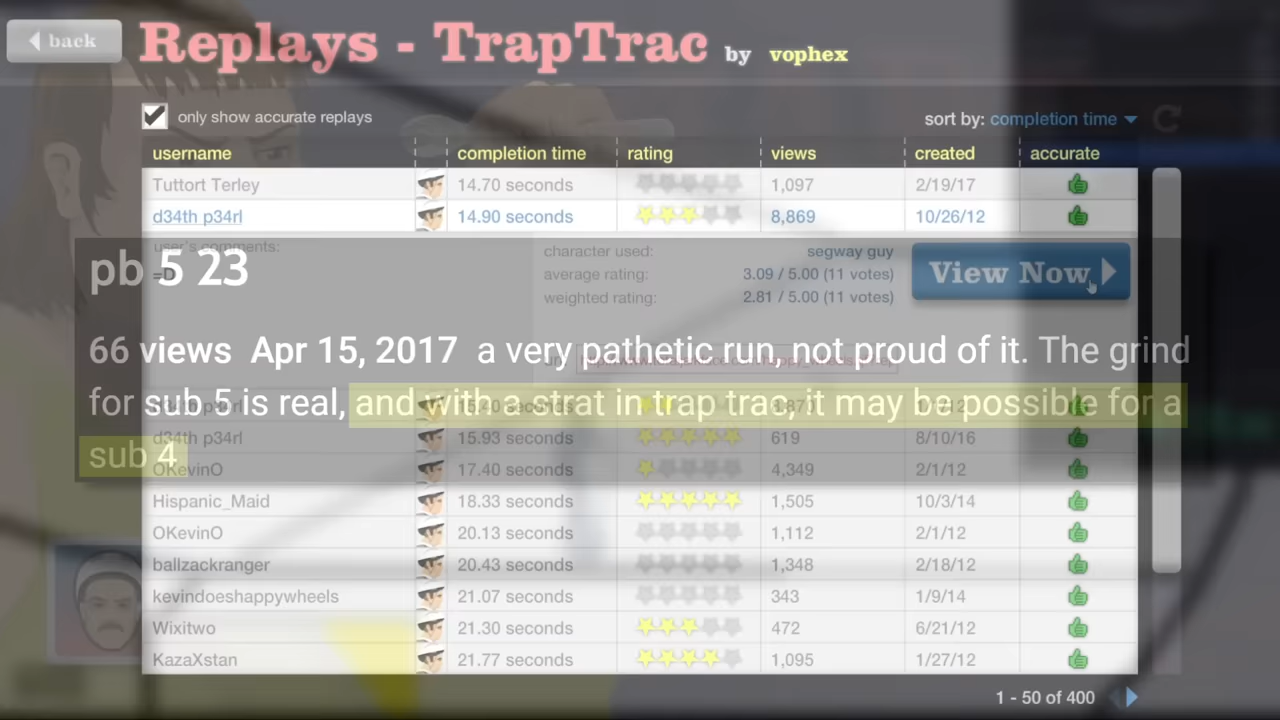 back
Replays - TrapTrac by vophex
only show accurate replays
sort by: completion time
username completion time rating views created accurate
Tuttort Terley 14.70 seconds 1,097 2/19/17
d34th p34rl 14.90 seconds 8,869 10/26/12
user's comments:
=D
character used: segway guy
average rating: 3.09 / 5.00 (11 votes)
weighted rating: 2.81 / 5.00 (11 votes)
View Now
pb 5 23
66 views Apr 15, 2017 a very pathetic run, not proud of it. The grind
for sub 5 is real, and with a strat in trap trac, it may be possible for a
sub 4
d34th p34rl 15.93 seconds 619 8/10/16
OKevinO 17.40 seconds 4,349 2/1/12
Hispanic_Maid 18.33 seconds 1,505 10/3/14
OKevinO 20.13 seconds 1,112 2/1/12
ballzackranger 20.43 seconds 1,348 2/18/12
kevindoeshappywheels 21.07 seconds 343 1/9/14
Wixitwo 21.30 seconds 472 6/21/12
KazaXstan 21.77 seconds 1,095 1/27/12
1 - 50 of 400